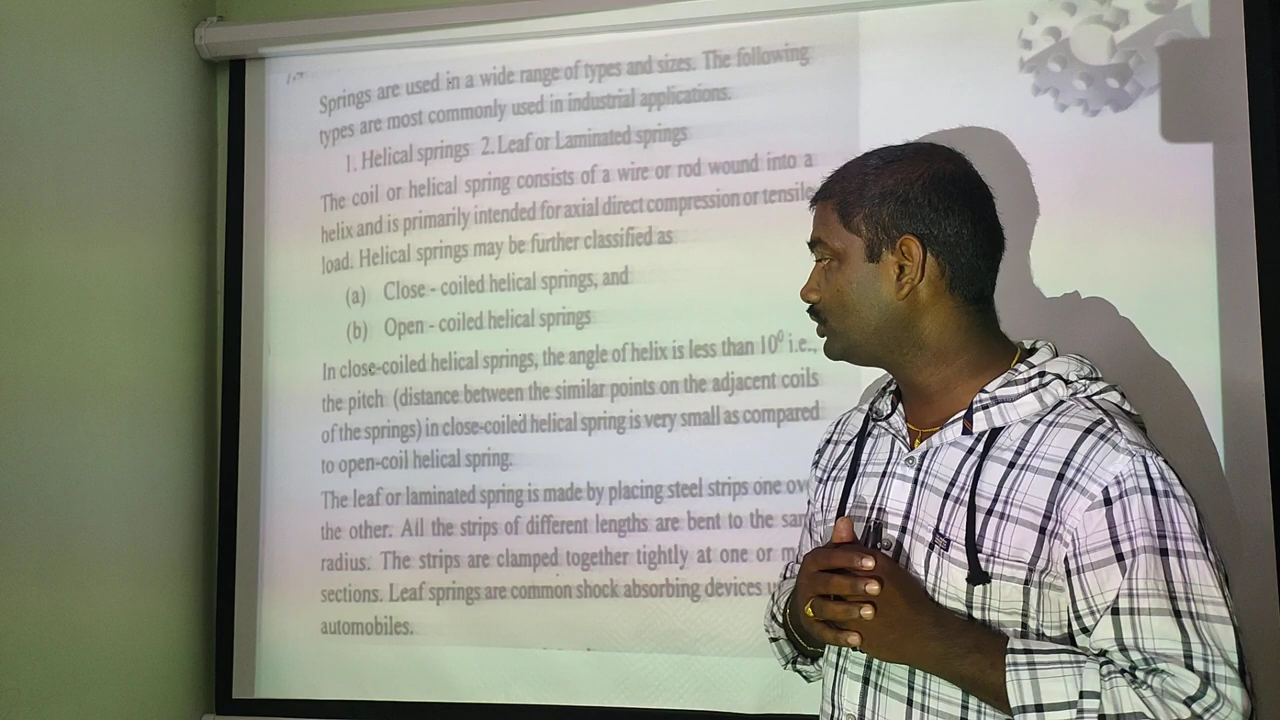 Springs are used in a wide range of types and sizes. The following
types are most commonly used in industrial applications.
1. Helical springs 2. Leaf or Laminated springs
The coil or helical spring consists of a wire or rod wound into a
helix and is primarily intended for axial direct compression or tensile
load. Helical springs may be further classified as
(a) Close - coiled helical springs, and
(b) Open - coiled helical springs
In close-coiled helical springs, the angle of helix is less than 10⁰ i.e.,
the pitch (distance between the similar points on the adjacent coils
of the springs) in close-coiled helical spring is very small as compared
to open-coil helical spring.
The leaf or laminated spring is made by placing steel strips one
the other. All the strips of different lengths are bent to the
radius. The strips are clamped together tightly at one or
sections. Leaf springs are common shock absorbing devices
automobiles.